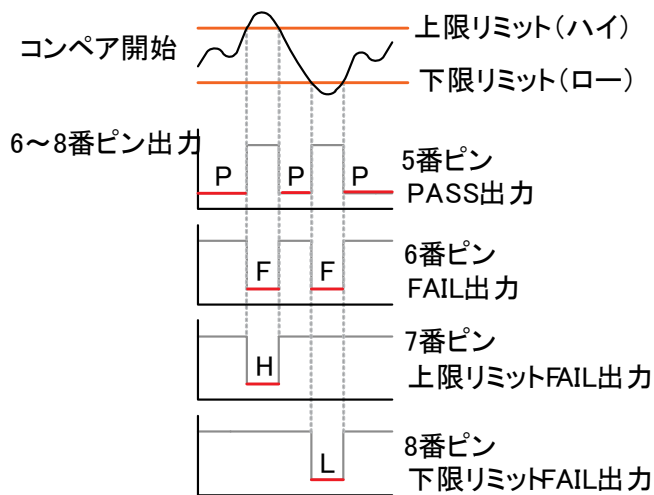 上限リミット(ハイ)
コンペア開始
下限リミット(ロー)
6～8番ピン出力
P P P
5番ピン
PASS出力
F F
6番ピン
FAIL出力
H
7番ピン
上限リミットFAIL出力
L
8番ピン
下限リミットFAIL出力